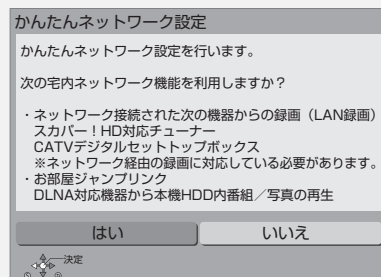 かんたんネットワーク設定
かんたんネットワーク設定を行います。
次の宅内ネットワーク機能を利用しますか？
・ネットワーク接続された次の機器からの録画（LAN録画）
スカパー！HD対応チューナー
CATVデジタルセットトップボックス
※ネットワーク経由の録画に対応している必要があります。
・お部屋ジャンプリンク
DLNA対応機器から本機HDD内番組／写真の再生
はい
いいえ
決定